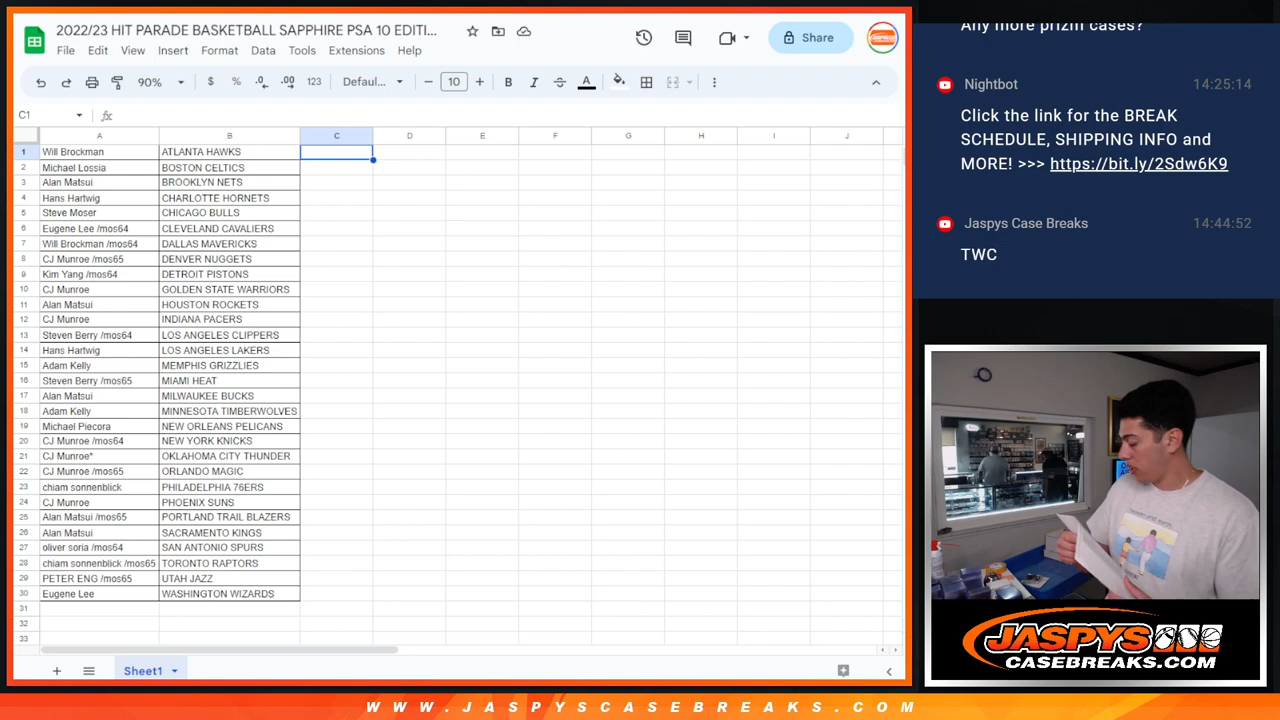 2022/23 HIT PARADE BASKETBALL SAPPHIRE PSA 10 EDITI...
File Edit View Insert Format Data Tools Extensions Help
Share
90% $ % .0 .00 123 Defaul... 10 B I A
C1 fx
A B C D E F G H I J
1 Will Brockman ATLANTA HAWKS
2 Michael Lossia BOSTON CELTICS
3 Alan Matsui BROOKLYN NETS
4 Hans Hartwig CHARLOTTE HORNETS
5 Steve Moser CHICAGO BULLS
6 Eugene Lee /mos64 CLEVELAND CAVALIERS
7 Will Brockman /mos64 DALLAS MAVERICKS
8 CJ Munroe /mos65 DENVER NUGGETS
9 Kim Yang /mos64 DETROIT PISTONS
10 CJ Munroe GOLDEN STATE WARRIORS
11 Alan Matsui HOUSTON ROCKETS
12 CJ Munroe INDIANA PACERS
13 Steven Berry /mos64 LOS ANGELES CLIPPERS
14 Hans Hartwig LOS ANGELES LAKERS
15 Adam Kelly MEMPHIS GRIZZLIES
16 Steven Berry /mos65 MIAMI HEAT
17 Alan Matsui MILWAUKEE BUCKS
18 Adam Kelly MINNESOTA TIMBERWOLVES
19 Michael Piecora NEW ORLEANS PELICANS
20 CJ Munroe /mos64 NEW YORK KNICKS
21 CJ Munroe* OKLAHOMA CITY THUNDER
22 CJ Munroe /mos65 ORLANDO MAGIC
23 chiam sonnenblick PHILADELPHIA 76ERS
24 CJ Munroe PHOENIX SUNS
25 Alan Matsui /mos65 PORTLAND TRAIL BLAZERS
26 Alan Matsui SACRAMENTO KINGS
27 oliver soria /mos64 SAN ANTONIO SPURS
28 chiam sonnenblick /mos65 TORONTO RAPTORS
29 PETER ENG /mos65 UTAH JAZZ
30 Eugene Lee WASHINGTON WIZARDS
31
32
33
Sheet1
Any more prizm cases?
Nightbot 14:25:14
Click the link for the BREAK
SCHEDULE, SHIPPING INFO and
MORE! >>> https://bit.ly/2Sdw6K9
Jaspys Case Breaks 14:44:52
TWC
JASPYS
CASEBREAKS.COM
WWW.JASPYSCASEBREAKS.COM